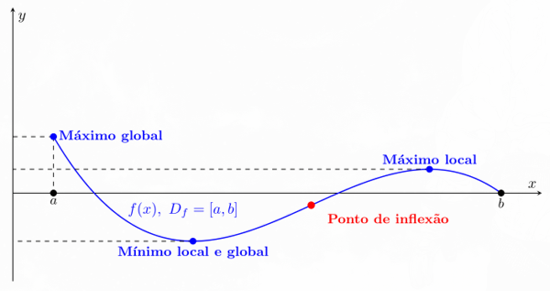 y
Máximo global
Máximo local
x
a
b
f(x), D_f = [a, b]
Ponto de inflexão
Mínimo local e global